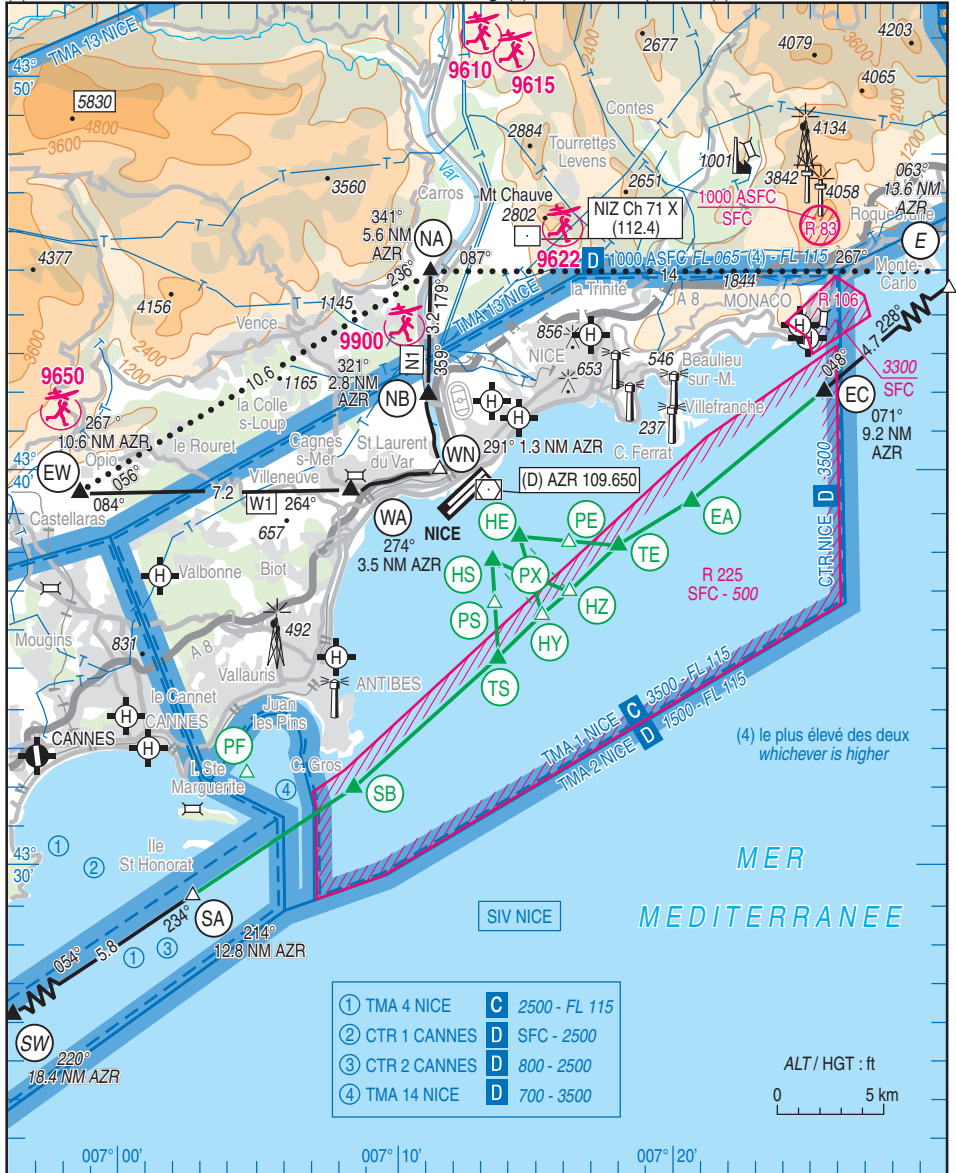 TMA 13 NICE
43°
50'
5830
4800
3600
9610
9615
2400
2677
4079
3600
4203
2400
4065
Contes
2884
Tourrettes
Levens
1001
4134
3842
4058
1200
063°
13.6 NM
AZR
Var
3560
Carros
341°
5.6 NM
AZR
NA
Mt Chauve
2802
2651
NIZ Ch 71 X
(112.4)
1000 ASFC
SFC
R 83
Roquebrune
E
9622
D 1000 ASFC FL 065 (4) - FL 115
087°
14
267°
1844
Monte-
Carlo
4377
4156
236°
3.2
179°
359°
TMA 13 NICE
la Trinité
A 8
MONACO
H
R 106
228°
4.7
048°
3300
SFC
3600
2400
1200
1145
Vence
9900
N1
856
H
NICE
653
546
Beaulieu
sur -M.
Villefranche
237
C. Ferrat
9650
10.6
1165
la Colle
s-Loup
321°
2.8 NM
AZR
NB
H
H
EC
071°
9.2 NM
AZR
267°
10.6 NM AZR
le Rouret
Cagnes
s-Mer
St Laurent
du Var
WN
291° 1.3 NM AZR
43°
40'
EW
Opio
056°
084°
7.2
Villeneuve
W1
264°
657
WA
274°
3.5 NM AZR
NICE
(D) AZR 109.650
Castellaras
HE
PE
EA
TE
CTR NICE D - 3500
Biot
HS
PX
HZ
R 225
SFC - 500
H
Valbonne
PS
HY
Mougins
831
A 8
492
Vallauris
H
ANTIBES
TS
le Cannet
H
CANNES
CANNES
H
Juan
les Pins
PF
C. Gros
TMA 1 NICE C 3500 - FL 115
TMA 2 NICE D 1500 - FL 115
(4) le plus élevé des deux
whichever is higher
I. Ste
Marguerite
4
SB
1
2
Ile
St Honorat
43°
30'
MER
MEDITERRANEE
SA
234°
214°
12.8 NM AZR
SIV NICE
054°
5.8
1
3
SW
220°
18.4 NM AZR
1 TMA 4 NICE C 2500 - FL 115
2 CTR 1 CANNES D SFC - 2500
3 CTR 2 CANNES D 800 - 2500
4 TMA 14 NICE D 700 - 3500
ALT / HGT : ft
0 5 km
007° 00'
007° 10'
007° 20'